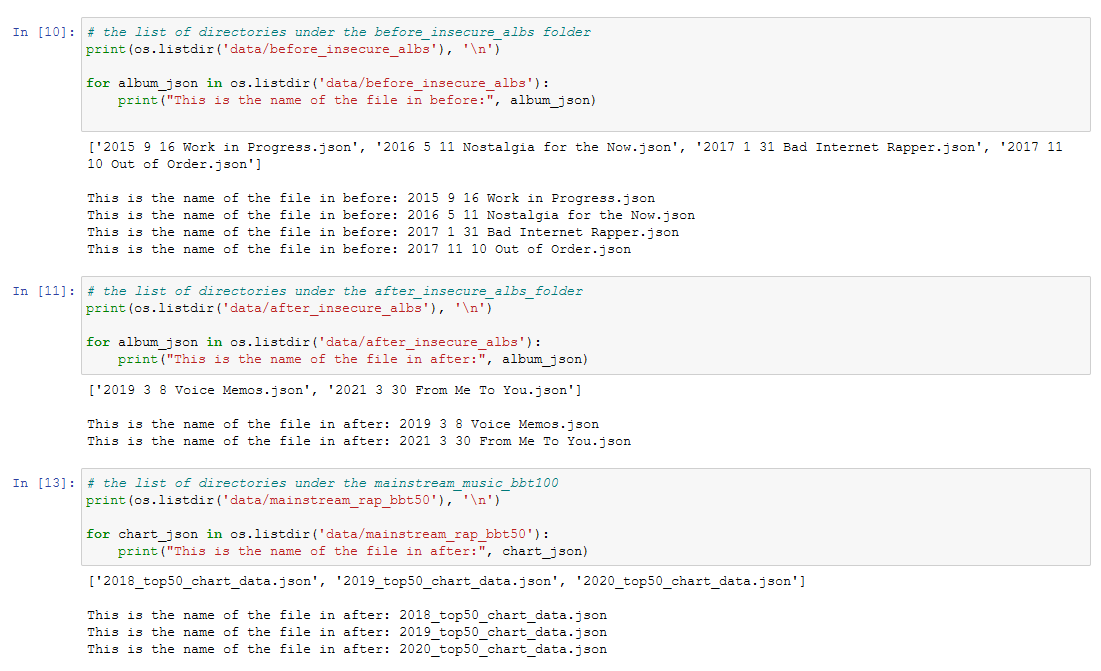 In [10]: # the list of directories under the before_insecure_albs folder
print(os.listdir('data/before_insecure_albs'), '\n')
for album_json in os.listdir('data/before_insecure_albs'):
    print("This is the name of the file in before:", album_json)
['2015 9 16 Work in Progress.json', '2016 5 11 Nostalgia for the Now.json', '2017 1 31 Bad Internet Rapper.json', '2017 11
10 Out of Order.json']
This is the name of the file in before: 2015 9 16 Work in Progress.json
This is the name of the file in before: 2016 5 11 Nostalgia for the Now.json
This is the name of the file in before: 2017 1 31 Bad Internet Rapper.json
This is the name of the file in before: 2017 11 10 Out of Order.json
In [11]: # the list of directories under the after_insecure_albs_folder
print(os.listdir('data/after_insecure_albs'), '\n')
for album_json in os.listdir('data/after_insecure_albs'):
    print("This is the name of the file in after:", album_json)
['2019 3 8 Voice Memos.json', '2021 3 30 From Me To You.json']
This is the name of the file in after: 2019 3 8 Voice Memos.json
This is the name of the file in after: 2021 3 30 From Me To You.json
In [13]: # the list of directories under the mainstream_music_bbt100
print(os.listdir('data/mainstream_rap_bbt50'), '\n')
for chart_json in os.listdir('data/mainstream_rap_bbt50'):
    print("This is the name of the file in after:", chart_json)
['2018_top50_chart_data.json', '2019_top50_chart_data.json', '2020_top50_chart_data.json']
This is the name of the file in after: 2018_top50_chart_data.json
This is the name of the file in after: 2019_top50_chart_data.json
This is the name of the file in after: 2020_top50_chart_data.json